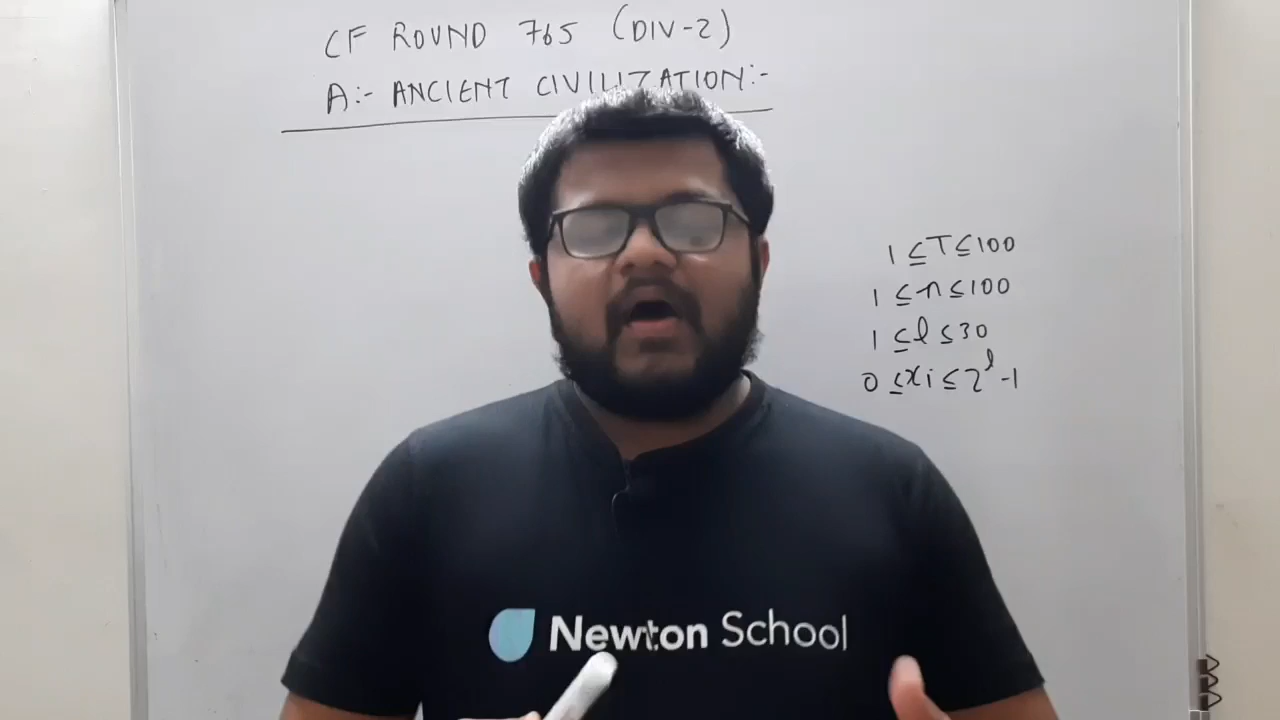 CF ROUND 765 (DIV-2)
A:- ANCIENT CIVILIZATION:-
1 ≤ T ≤ 100
1 ≤ n ≤ 100
1 ≤ l ≤ 30
0 ≤ xi ≤ 2^l -1
Newton School